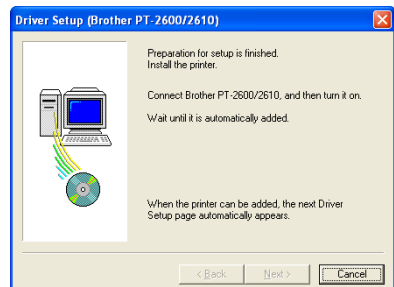 Driver Setup (Brother PT-2600/2610)
Preparation for setup is finished.
Install the printer.
Connect Brother PT-2600/2610, and then turn it on.
Wait until it is automatically added.
When the printer can be added, the next Driver
Setup page automatically appears.
< Back Next > Cancel